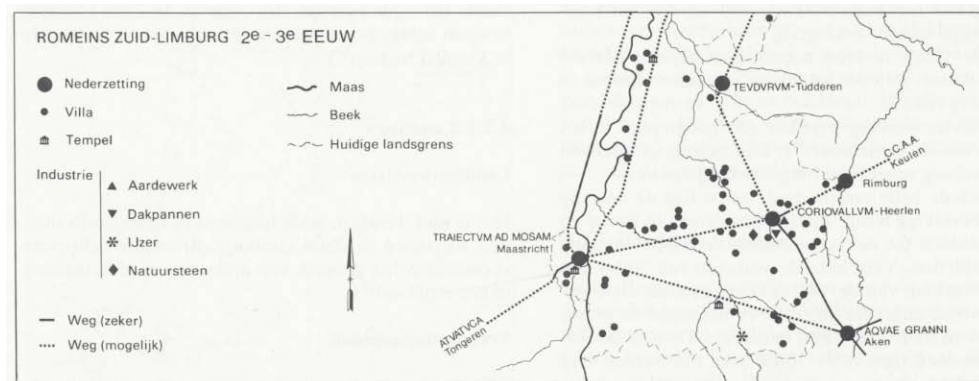 ROMEINS ZUID-LIMBURG 2e-3e EEUW
Nederzetting
Villa
Tempel
Industrie
Aardewerk
Dakpannen
IJzer
Natuursteen
Weg (zeker)
Weg (mogelijk)
Maas
Beek
Huidige landsgrens
TEVDVRVM-Tudderen
C.C.A.A.
Keulen
Rimburg
CORIOVALLVM-Heerlen
TRAIECTVM AD MOSAM
Maastricht
ATVATVCA
Tongeren
AQVAE GRANNI
Aken